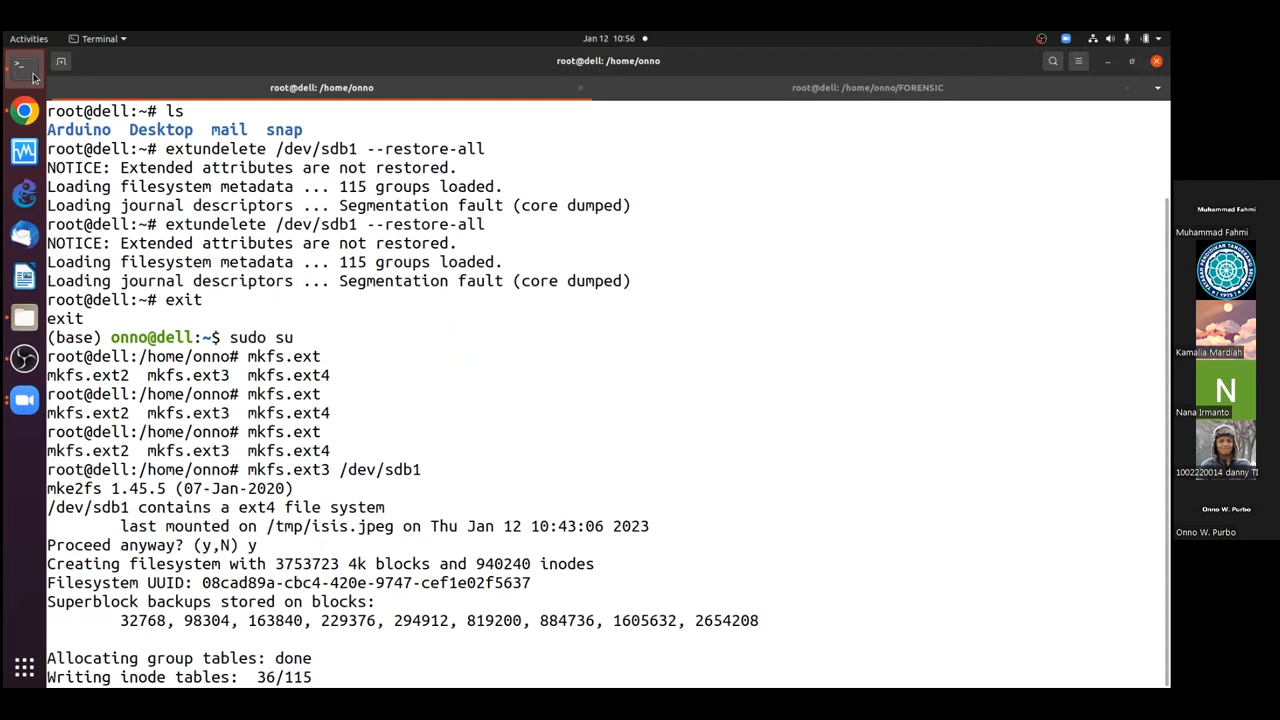 Activities
Terminal
Jan 12 10:56
root@dell: /home/onno
root@dell: /home/onno
root@dell: /home/onno/FORENSIC
root@dell:~# ls
Arduino  Desktop  mail  snap
root@dell:~# extundelete /dev/sdb1 --restore-all
NOTICE: Extended attributes are not restored.
Loading filesystem metadata ... 115 groups loaded.
Loading journal descriptors ... Segmentation fault (core dumped)
root@dell:~# extundelete /dev/sdb1 --restore-all
NOTICE: Extended attributes are not restored.
Loading filesystem metadata ... 115 groups loaded.
Loading journal descriptors ... Segmentation fault (core dumped)
root@dell:~# exit
exit
(base) onno@dell:~$ sudo su
root@dell:/home/onno# mkfs.ext
mkfs.ext2  mkfs.ext3  mkfs.ext4
root@dell:/home/onno# mkfs.ext
mkfs.ext2  mkfs.ext3  mkfs.ext4
root@dell:/home/onno# mkfs.ext
mkfs.ext2  mkfs.ext3  mkfs.ext4
root@dell:/home/onno# mkfs.ext3 /dev/sdb1
mke2fs 1.45.5 (07-Jan-2020)
/dev/sdb1 contains a ext4 file system
last mounted on /tmp/isis.jpeg on Thu Jan 12 10:43:06 2023
Proceed anyway? (y,N) y
Creating filesystem with 3753723 4k blocks and 940240 inodes
Filesystem UUID: 08cad89a-cbc4-420e-9747-cef1e02f5637
Superblock backups stored on blocks:
32768, 98304, 163840, 229376, 294912, 819200, 884736, 1605632, 2654208
Allocating group tables: done
Writing inode tables:  36/115
Muhammad Fahmi
Muhammad Fahmi
Kamalia Mardiah
N
Nana Irmanto
1002220014 danny TI
Onno W. Purbo
Onno W. Purbo